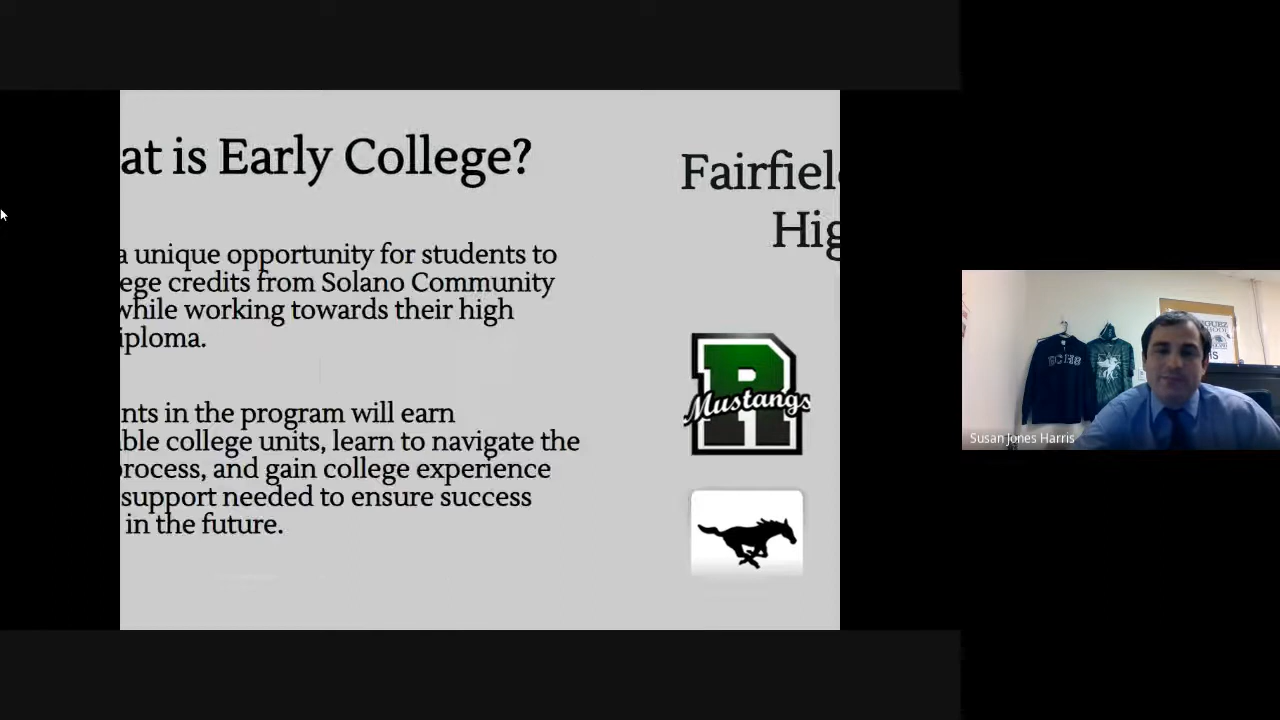 at is Early College?
a unique opportunity for students to
ege credits from Solano Community
while working towards their high
iploma.
nts in the program will earn
ble college units, learn to navigate the
process, and gain college experience
support needed to ensure success
in the future.
Fairfiel
Hig
R
Mustangs
Susan Jones Harris